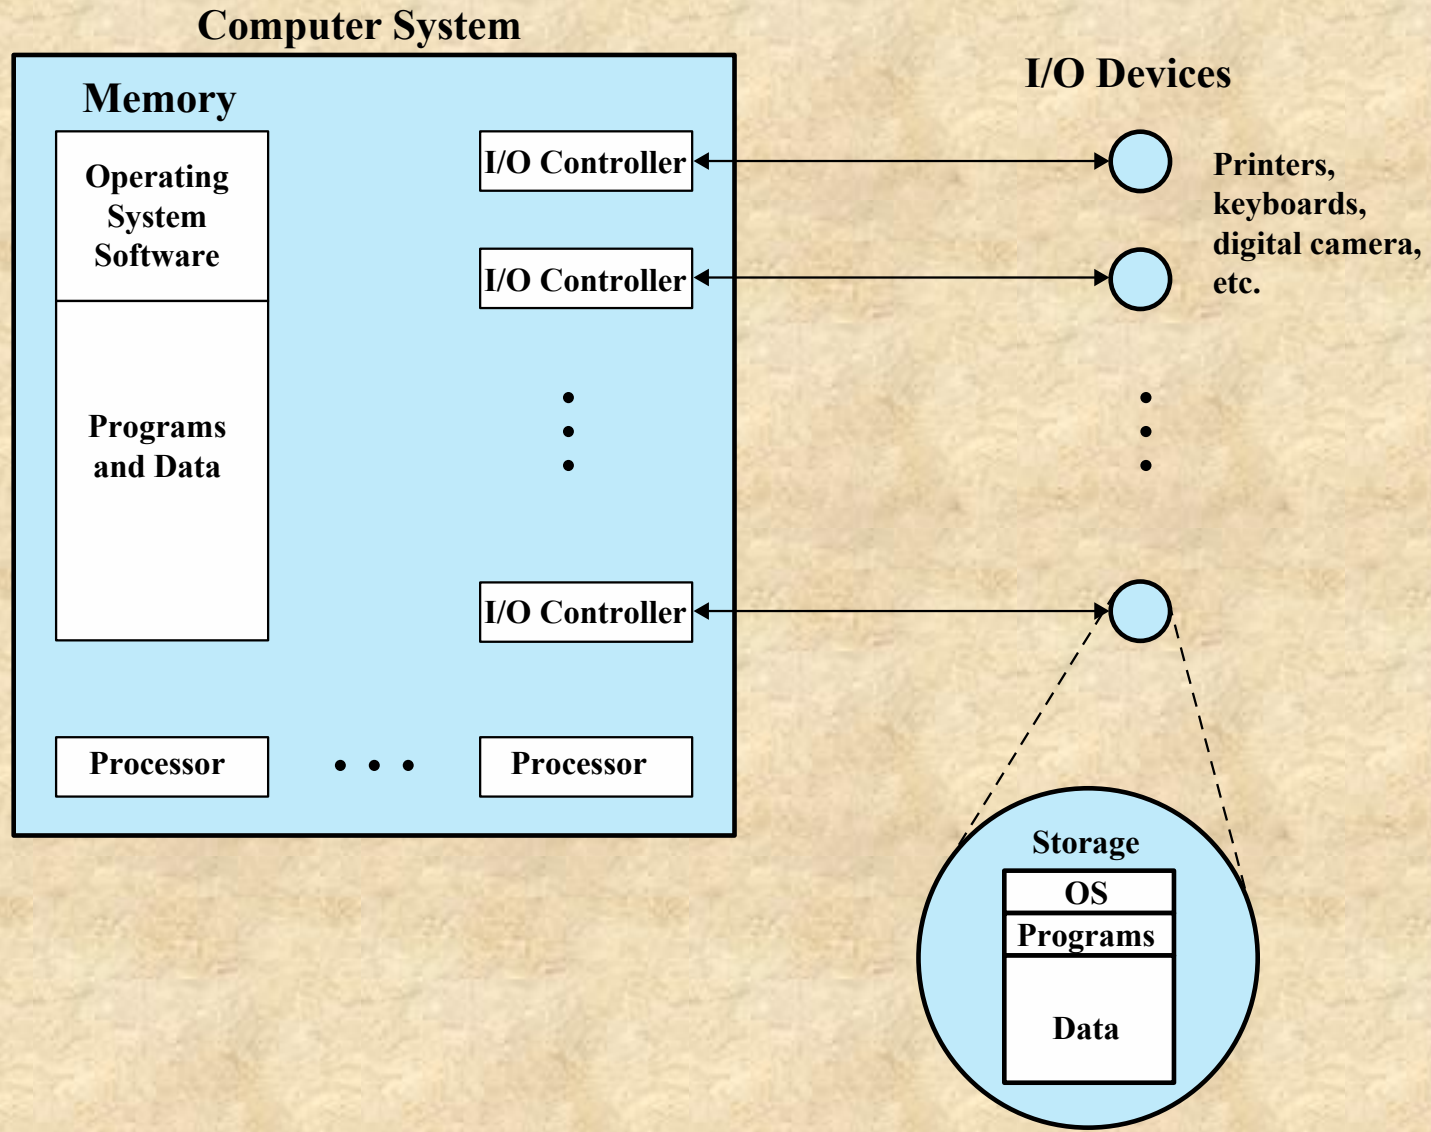 Computer System
Memory
Operating
System
Software
Programs
and Data
I/O Controller
I/O Controller
I/O Controller
Processor
Processor
I/O Devices
Printers,
keyboards,
digital camera,
etc.
Storage
OS
Programs
Data